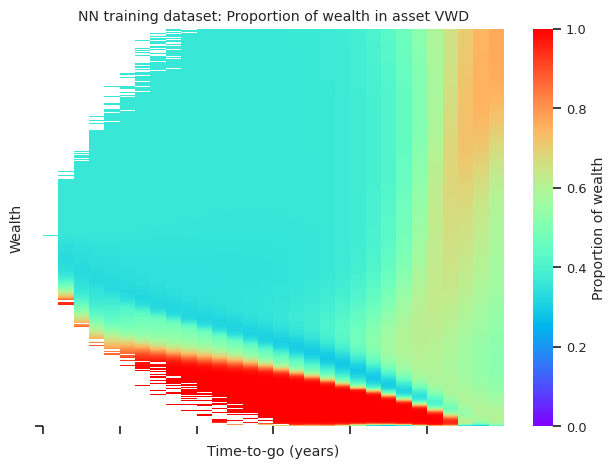 NN training dataset: Proportion of wealth in asset VWD
Wealth
Time-to-go (years)
1.0
0.8
0.6
0.4
0.2
0.0
Proportion of wealth